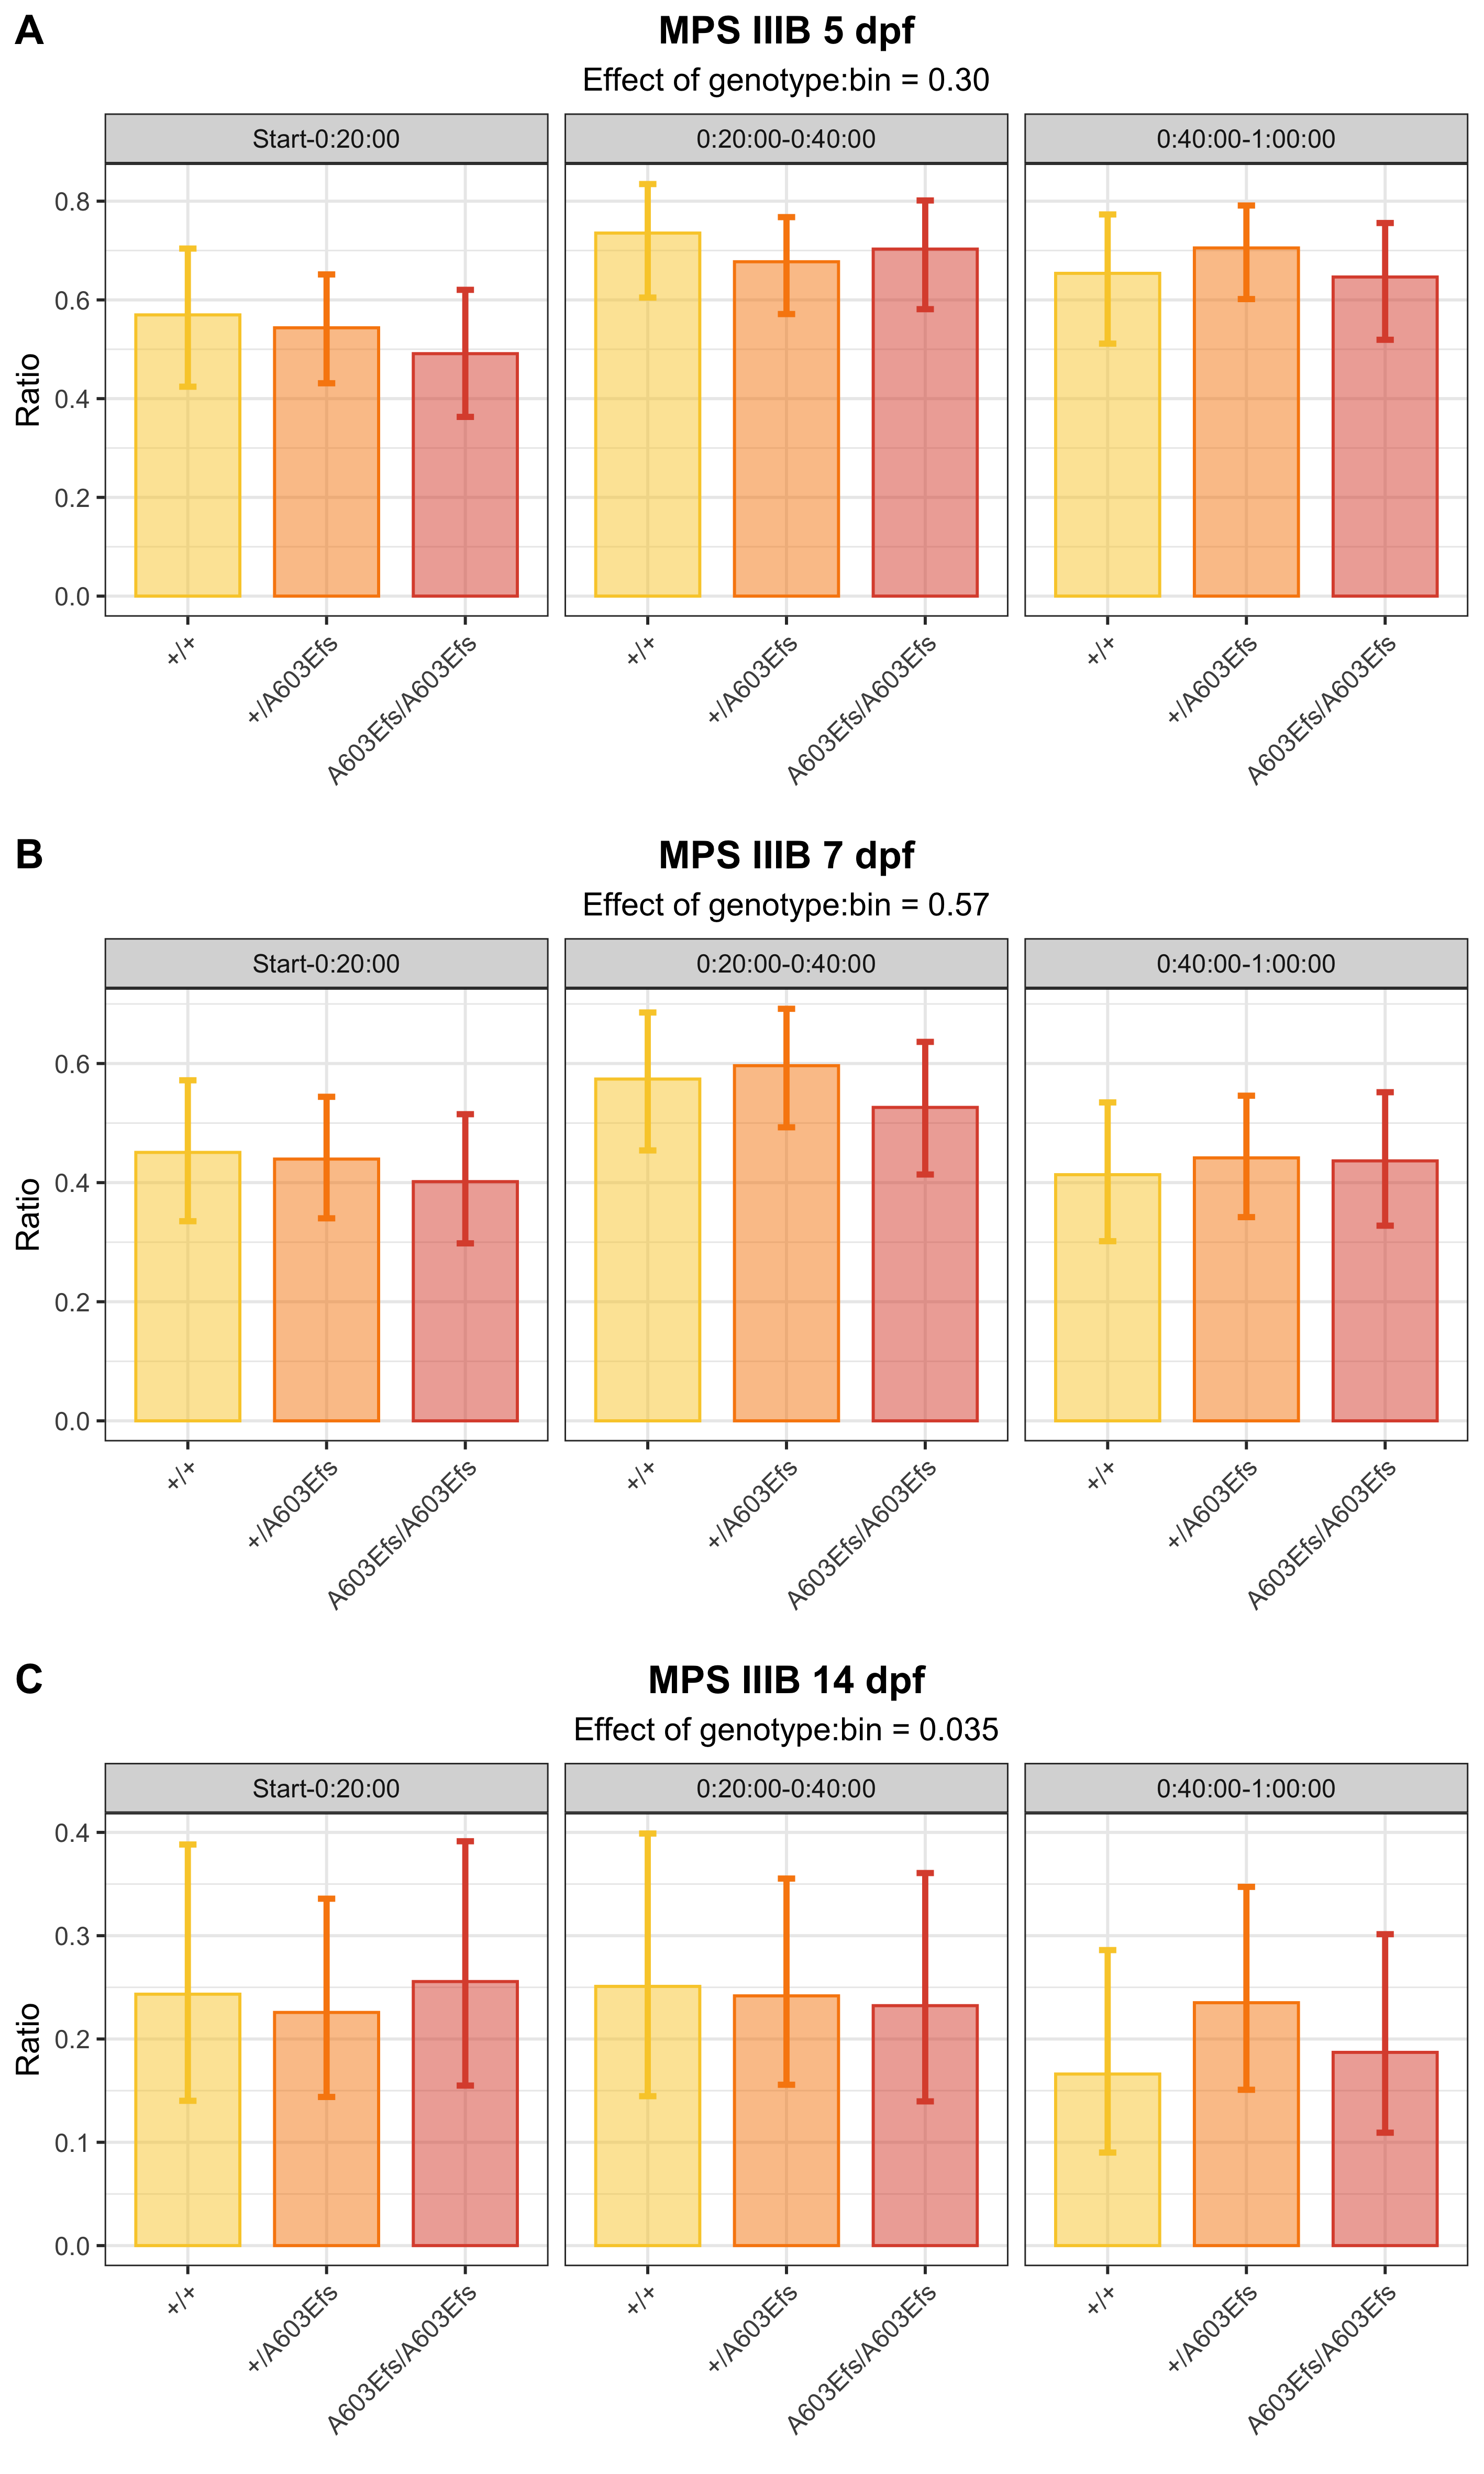 A
MPS IIIB 5 dpf
Effect of genotype:bin = 0.30
Start-0:20:00 0:20:00-0:40:00 0:40:00-1:00:00
Ratio
0.8
0.6
0.4
0.2
0.0
+/+ +/A603Efs A603Efs/A603Efs +/+ +/A603Efs A603Efs/A603Efs +/+ +/A603Efs A603Efs/A603Efs
B
MPS IIIB 7 dpf
Effect of genotype:bin = 0.57
Start-0:20:00 0:20:00-0:40:00 0:40:00-1:00:00
Ratio
0.6
0.4
0.2
0.0
+/+ +/A603Efs A603Efs/A603Efs +/+ +/A603Efs A603Efs/A603Efs +/+ +/A603Efs A603Efs/A603Efs
C
MPS IIIB 14 dpf
Effect of genotype:bin = 0.035
Start-0:20:00 0:20:00-0:40:00 0:40:00-1:00:00
Ratio
0.4
0.3
0.2
0.1
0.0
+/+ +/A603Efs A603Efs/A603Efs +/+ +/A603Efs A603Efs/A603Efs +/+ +/A603Efs A603Efs/A603Efs